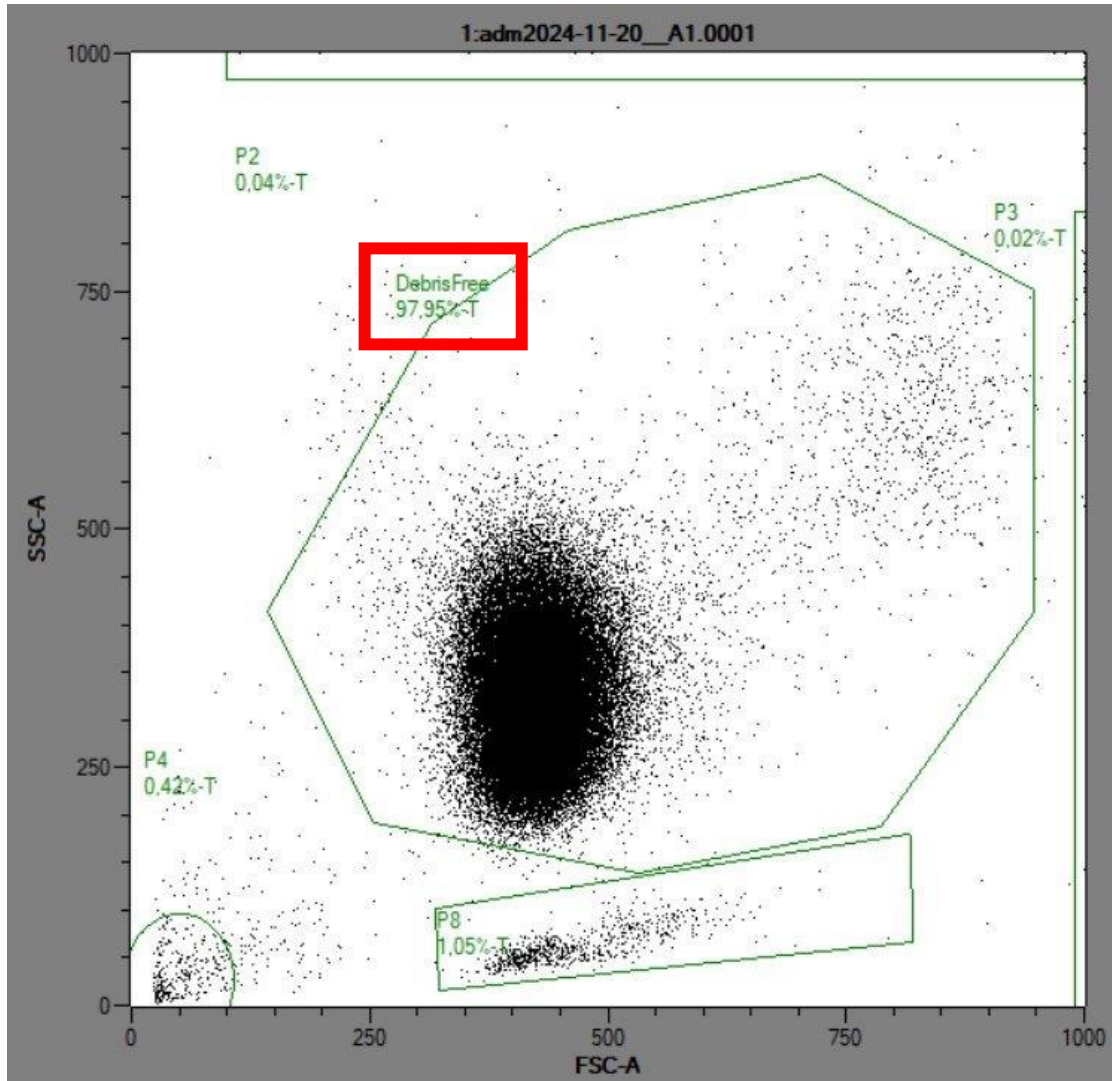 1:adm2024-11-20__A1.0001
1000
P2
0,04%-T
P3
0,02%-T
DebrisFree
97,95%-T
750
SSC-A
500
250
P4
0,42%-T
P8
1,05%-T
0
0
250
500
750
1000
FSC-A